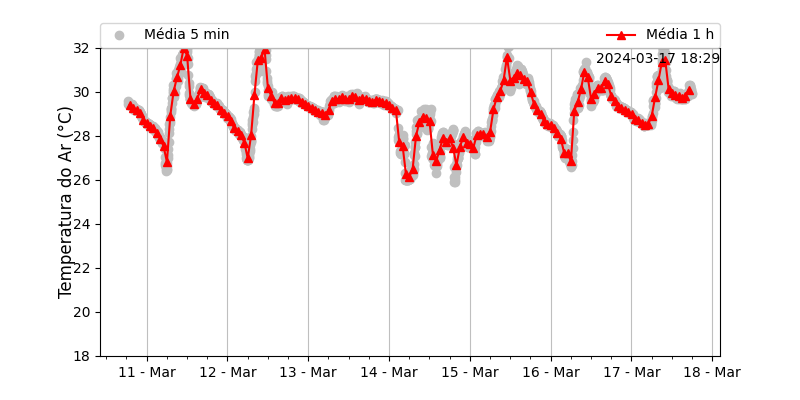 Média 5 min
Média 1 h
2024-03-17 18:29
Temperatura do Ar (°C)
32
30
28
26
24
22
20
18
11 - Mar
12 - Mar
13 - Mar
14 - Mar
15 - Mar
16 - Mar
17 - Mar
18 - Mar